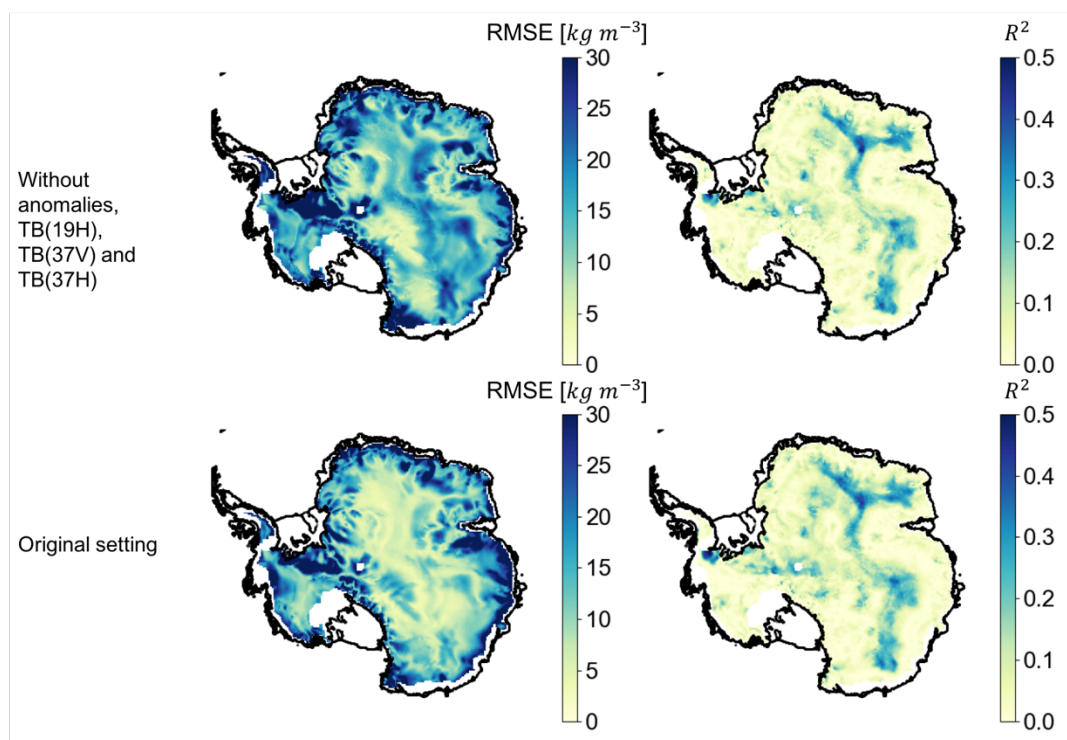 RMSE [kg m⁻³]
R²
30
25
20
15
10
5
0
0.5
0.4
0.3
0.2
0.1
0.0
Without
anomalies,
TB(19H),
TB(37V) and
TB(37H)
RMSE [kg m⁻³]
R²
30
25
20
15
10
5
0
0.5
0.4
0.3
0.2
0.1
0.0
Original setting